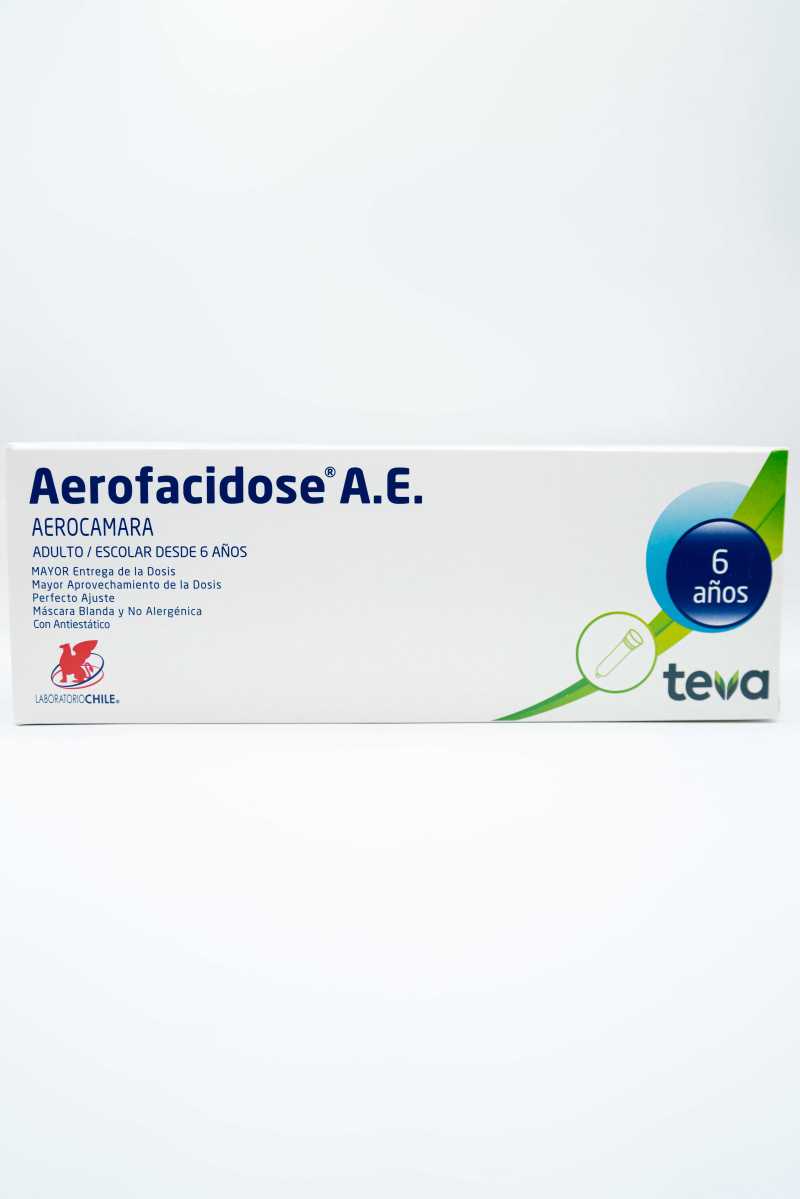 Aerofacidose® A.E.
AEROCAMARA
ADULTO / ESCOLAR DESDE 6 AÑOS
MAYOR Entrega de la Dosis
Mayor Aprovechamiento de la Dosis
Perfecto Ajuste
Máscara Blanda y No Alergénica
Con Antiestático
LABORATORIOCHILE®
6
años
teva